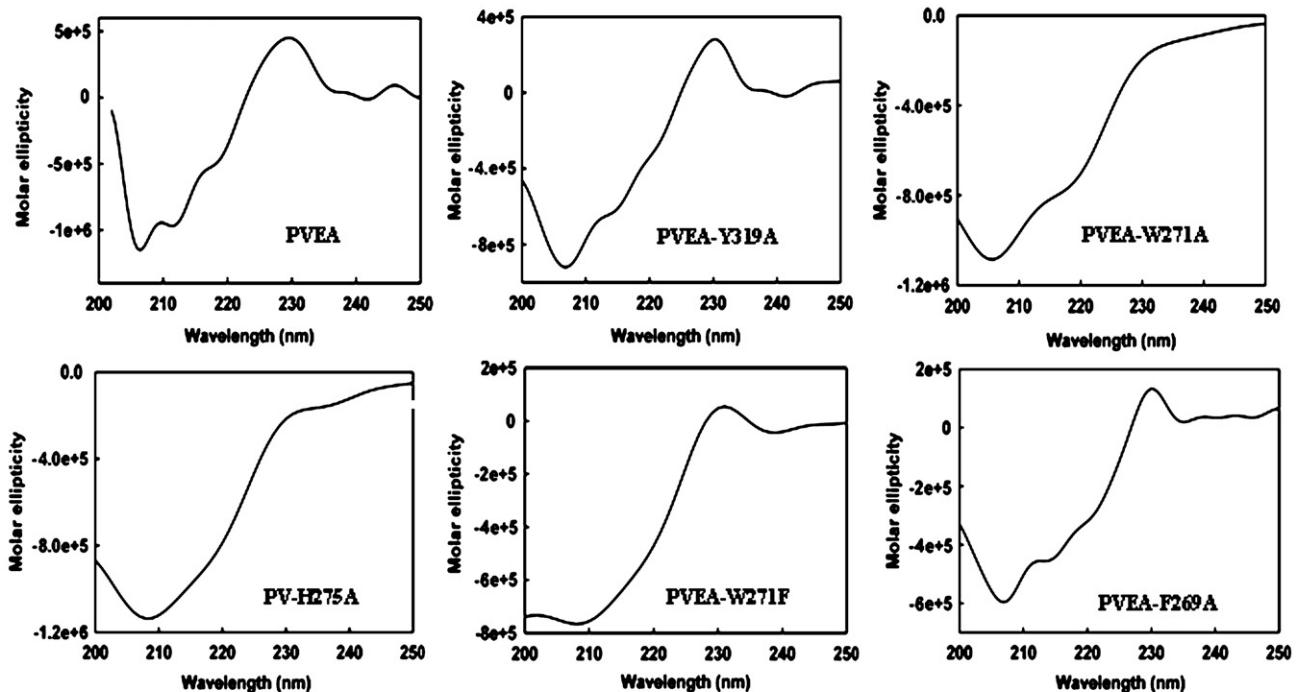 Molar ellipticity
5e+5
0
-5e+5
-1e+6
PVEA
200 210 220 230 240 250
Wavelength (nm)
Molar ellipticity
4e+5
0
-4.e+5
-8e+5
PVEA-Y319A
200 210 220 230 240 250
Wavelength (nm)
Molar ellipticity
0.0
-4.0e+5
-8.0e+5
-1.2e+6
PVEA-W271A
200 210 220 230 240 250
Wavelength (nm)
Molar ellipticity
0.0
-4.0e+5
-8.0e+5
-1.2e+6
PV-H275A
200 210 220 230 240 250
Wavelength (nm)
Molar ellipticity
2e+5
0
-2e+5
-4e+5
-6e+5
-8e+5
PVEA-W271F
200 210 220 230 240 250
Wavelength (nm)
Molar ellipticity
2e+5
0
-2e+5
-4e+5
-6e+5
PVEA-F269A
200 210 220 230 240 250
Wavelength (nm)